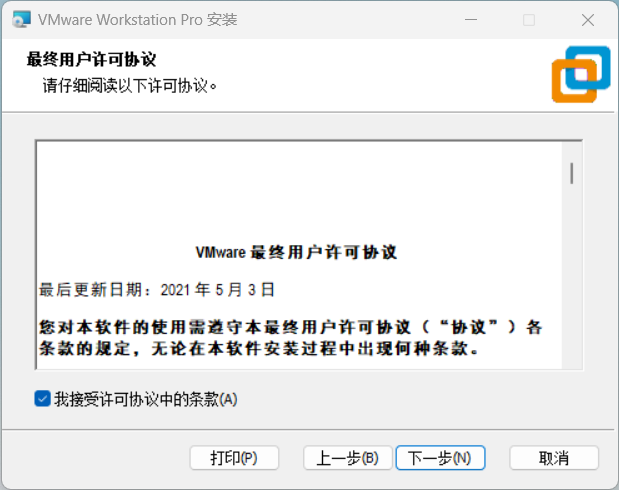 VMware Workstation Pro 安装
最终用户许可协议
请仔细阅读以下许可协议。
VMware 最终用户许可协议
最后更新日期：2021 年 5 月 3 日
您对本软件的使用需遵守本最终用户许可协议（“协议”）各
条款的规定，无论在本软件安装过程中出现何种条款。
我接受许可协议中的条款(A)
打印(P)
上一步(B)
下一步(N)
取消